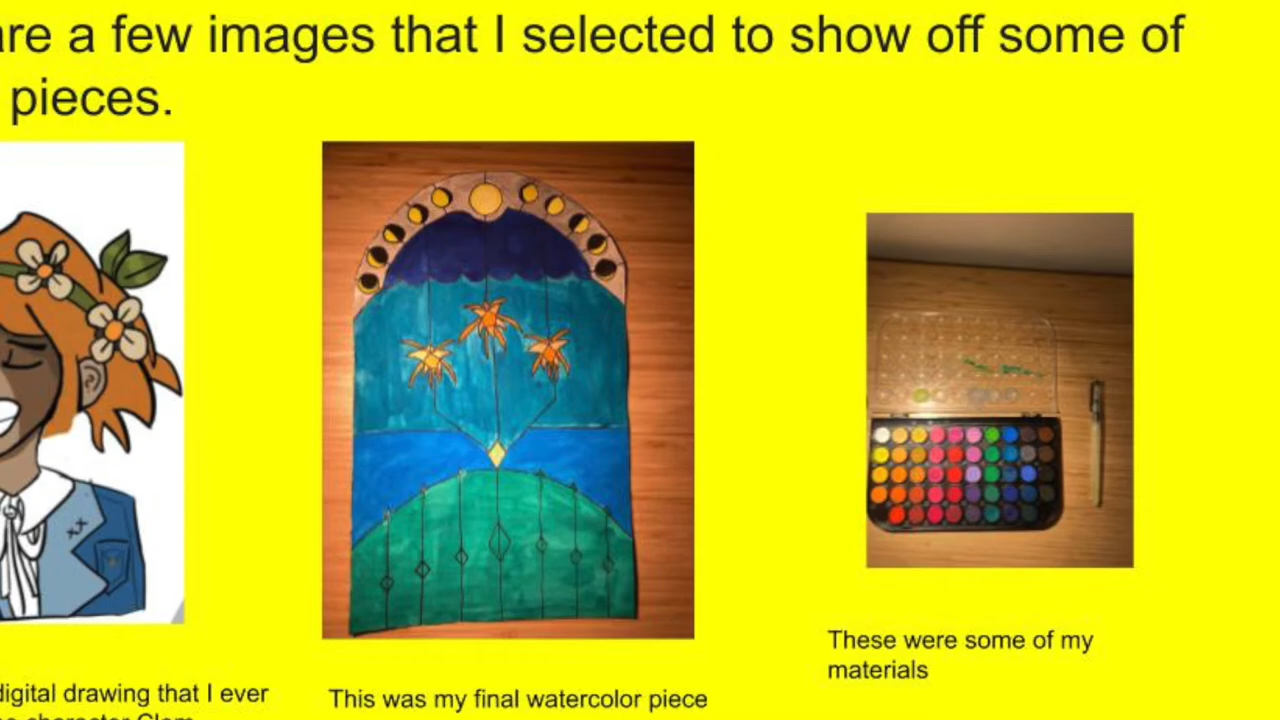 are a few images that I selected to show off some of
pieces.
digital drawing that I ever
This was my final watercolor piece
These were some of my
materials